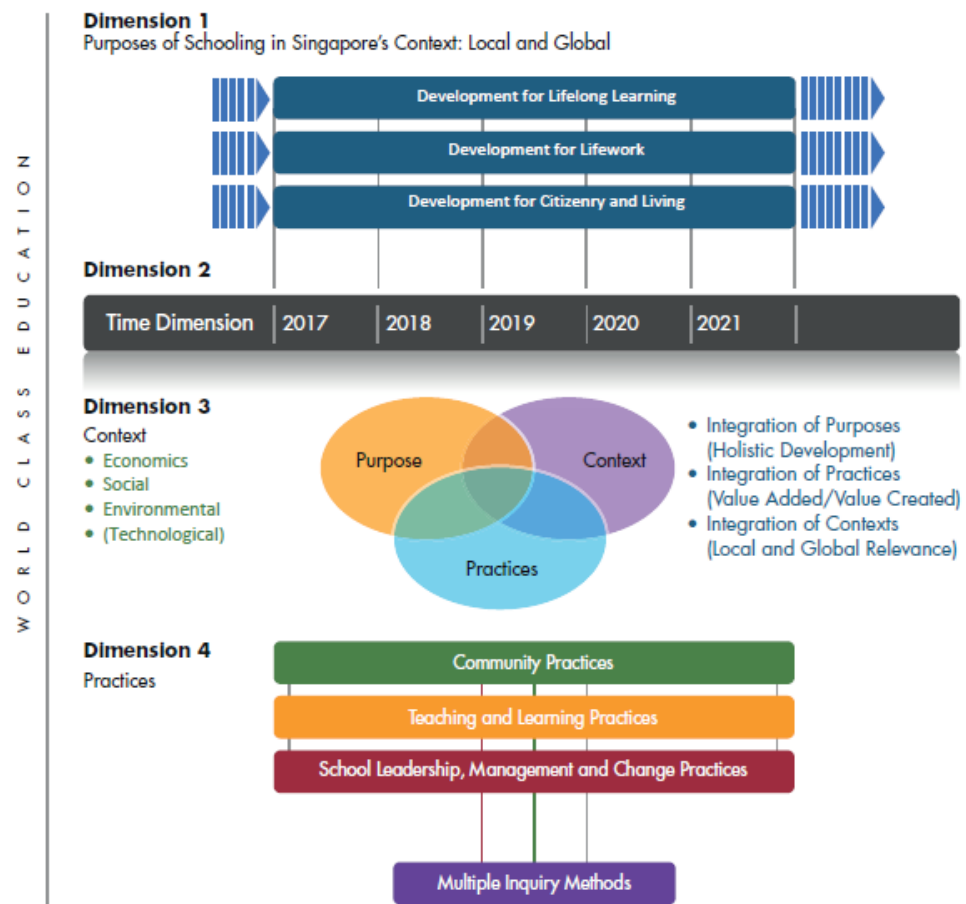 WORLD CLASS EDUCATION
Dimension 1
Purposes of Schooling in Singapore's Context: Local and Global
Development for Lifelong Learning
Development for Lifework
Development for Citizenry and Living
Dimension 2
Time Dimension 2017 2018 2019 2020 2021
Dimension 3
Context
• Economics
• Social
• Environmental
• (Technological)
Purpose
Context
Practices
• Integration of Purposes
(Holistic Development)
• Integration of Practices
(Value Added/Value Created)
• Integration of Contexts
(Local and Global Relevance)
Dimension 4
Practices
Community Practices
Teaching and Learning Practices
School Leadership, Management and Change Practices
Multiple Inquiry Methods